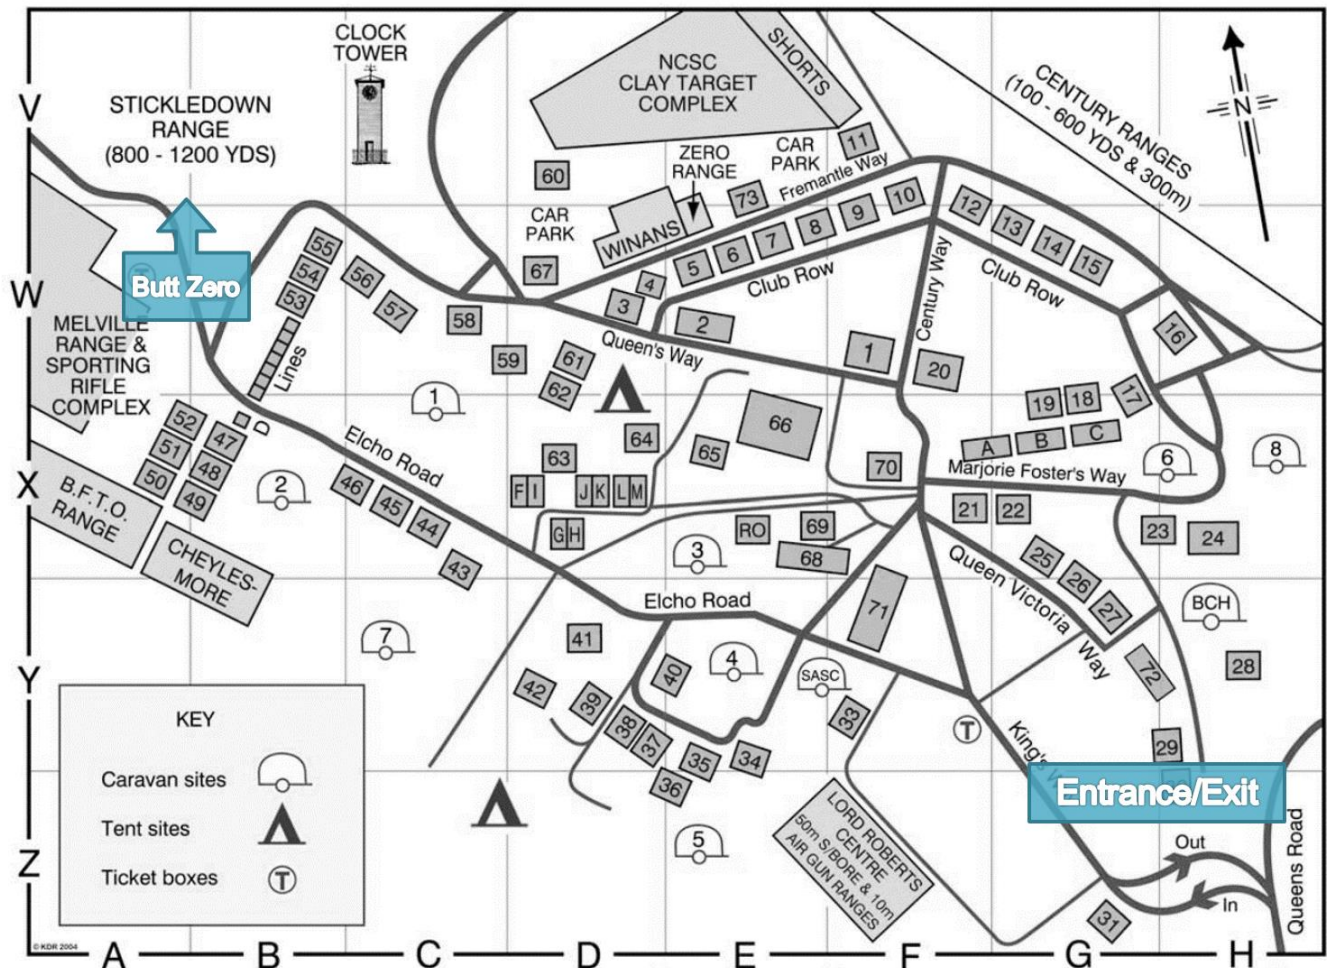 CLOCK
TOWER
STICKLEDOWN
RANGE
(800 - 1200 YDS)
NCSC
CLAY TARGET
COMPLEX
SHORTS
CENTURY RANGES
(100 - 600 YDS & 300m)
N
V
ZERO
RANGE
CAR
PARK
11
Fremantle Way
60
73
10
9
8
7
6
5
12
13
14
15
CAR
PARK
WINANS
67
4
3
2
Club Row
Century Way
Club Row
16
55
54
53
56
57
58
59
Butt Zero
W
MELVILLE
RANGE &
SPORTING
RIFLE
COMPLEX
Lines
D
Queen's Way
61
62
1
1
20
19
18
17
A
B
C
Marjorie Foster's Way
6
8
52
51
50
47
48
49
Elcho Road
66
65
64
63
70
X
B.F.T.O.
RANGE
CHEYLES-
MORE
2
46
45
44
43
F I
J K
L M
G H
RO
69
68
3
21
22
23
24
25
26
27
Queen Victoria
Way
BCH
28
72
29
Elcho Road
71
7
41
42
40
39
38
37
36
35
34
4
SASC
33
T
King's
Y
KEY
Caravan sites
Tent sites
Ticket boxes
T
Entrance/Exit
5
LORD ROBERTS
CENTRE
50m S/BORE & 10m
AIR GUN RANGES
Out
In
31
Queens Road
Z
© KDR 2004
A
B
C
D
E
F
G
H